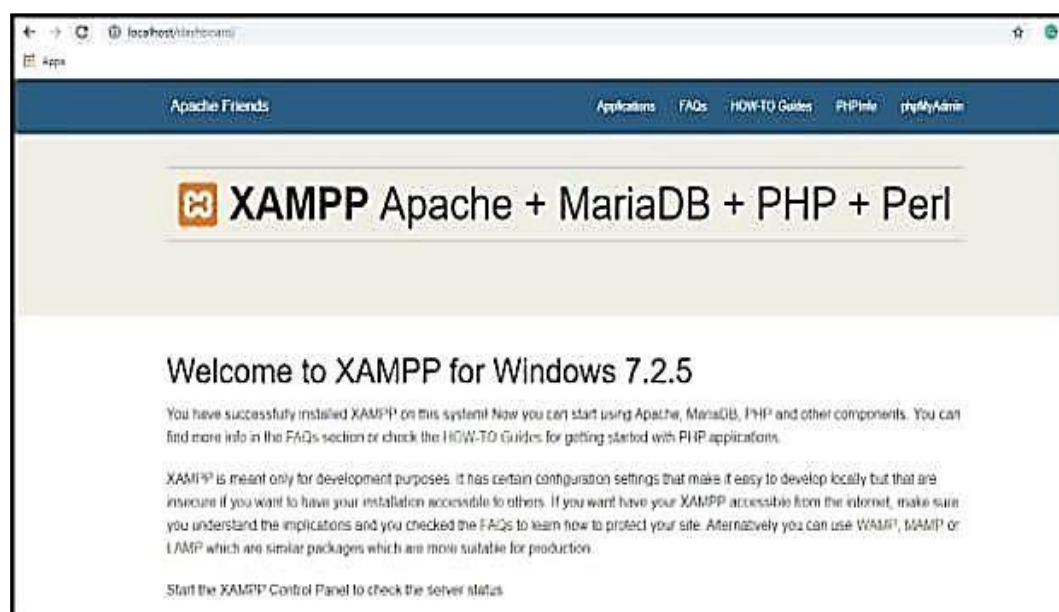 localhost/dashboard/
Apps
Apache Friends
Applications FAQs HOW-TO Guides PHPInfo phpMyAdmin
XAMPP Apache + MariaDB + PHP + Perl
Welcome to XAMPP for Windows 7.2.5
You have successfully installed XAMPP on this system! Now you can start using Apache, MariaDB, PHP and other components. You can
find more info in the FAQs section or check the HOW-TO Guides for getting started with PHP applications.
XAMPP is meant only for development purposes. It has certain configuration settings that make it easy to develop locally but that are
insecure if you want to have your installation accessible to others. If you want have your XAMPP accessible from the internet, make sure
you understand the implications and you checked the FAQs to learn how to protect your site. Alternatively you can use WAMP, MAMP or
LAMP which are similar packages which are more suitable for production.
Start the XAMPP Control Panel to check the server status.